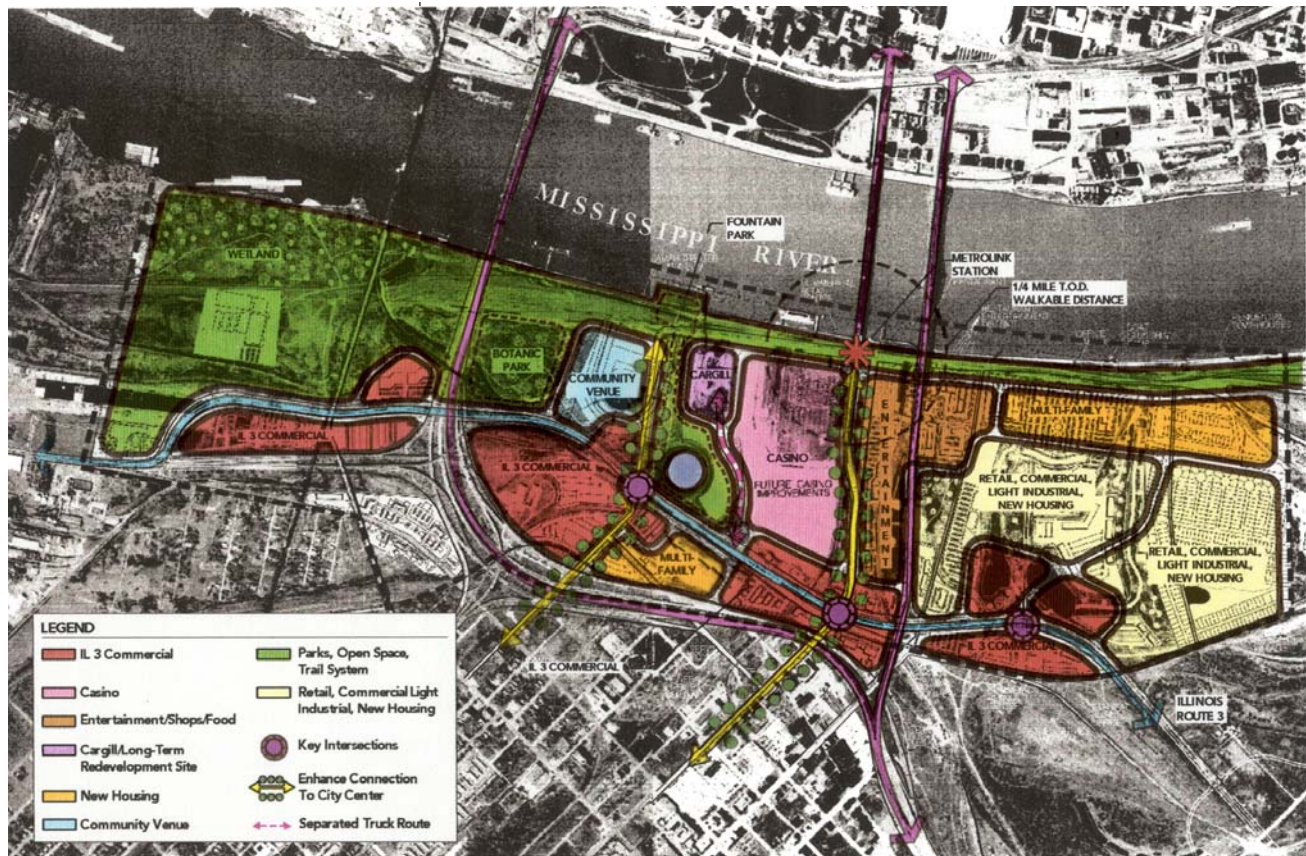 MISSISSIPPI RIVER
FOUNTAIN
PARK
METROLINK
STATION
1/4 MILE T.O.D.
WALKABLE DISTANCE
WETLAND
BOTANIC
PARK
COMMUNITY
VENUE
CARGILL
CASINO
FUTURE CASINO
IMPROVEMENTS
ENTERTAINMENT
MULTI-FAMILY
IL 3 COMMERCIAL
IL 3 COMMERCIAL
RETAIL, COMMERCIAL,
LIGHT INDUSTRIAL,
NEW HOUSING
RETAIL, COMMERCIAL,
LIGHT INDUSTRIAL,
NEW HOUSING
MULTI-
FAMILY
IL 3 COMMERCIAL
IL 3 COMMERCIAL
ILLINOIS
ROUTE 3
LEGEND
IL 3 Commercial
Casino
Entertainment/Shops/Food
Cargill/Long-Term
Redevelopment Site
New Housing
Community Venue
Parks, Open Space,
Trail System
Retail, Commercial Light
Industrial, New Housing
Key Intersections
Enhance Connection
To City Center
Separated Truck Route